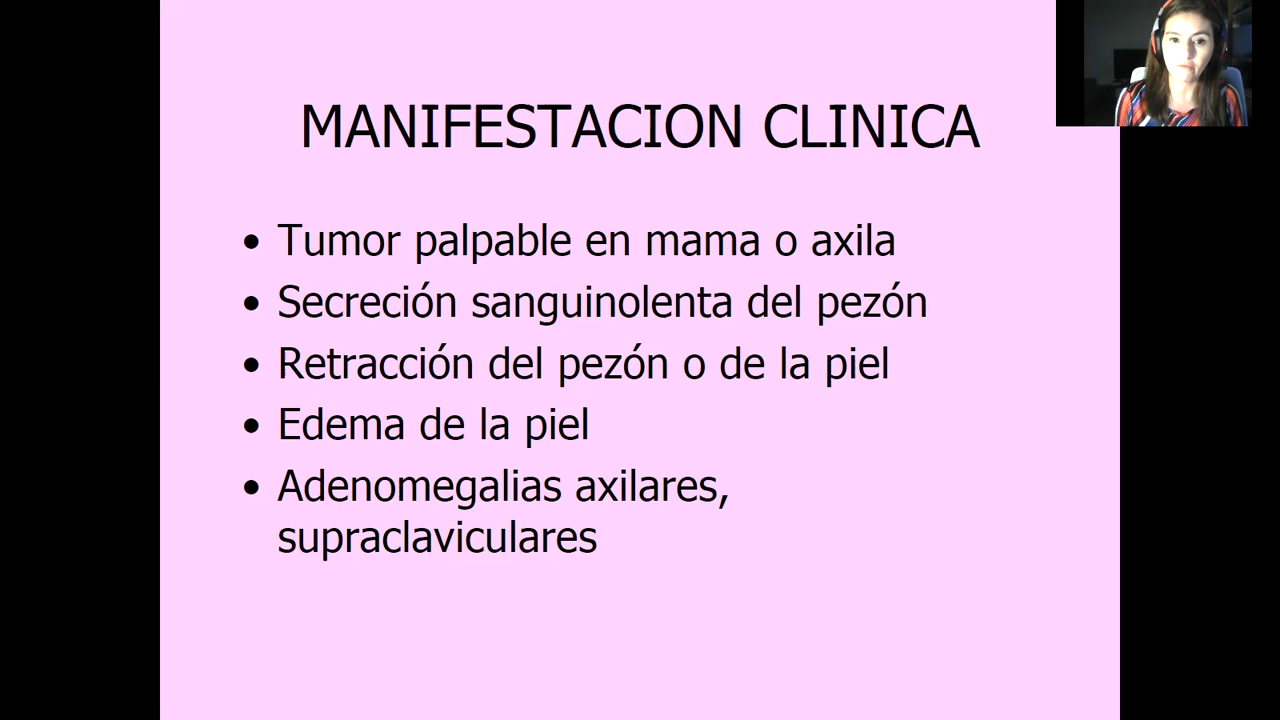 MANIFESTACION CLINICA
• Tumor palpable en mama o axila
• Secreción sanguinolenta del pezón
• Retracción del pezón o de la piel
• Edema de la piel
• Adenomegalias axilares,
supraclaviculares